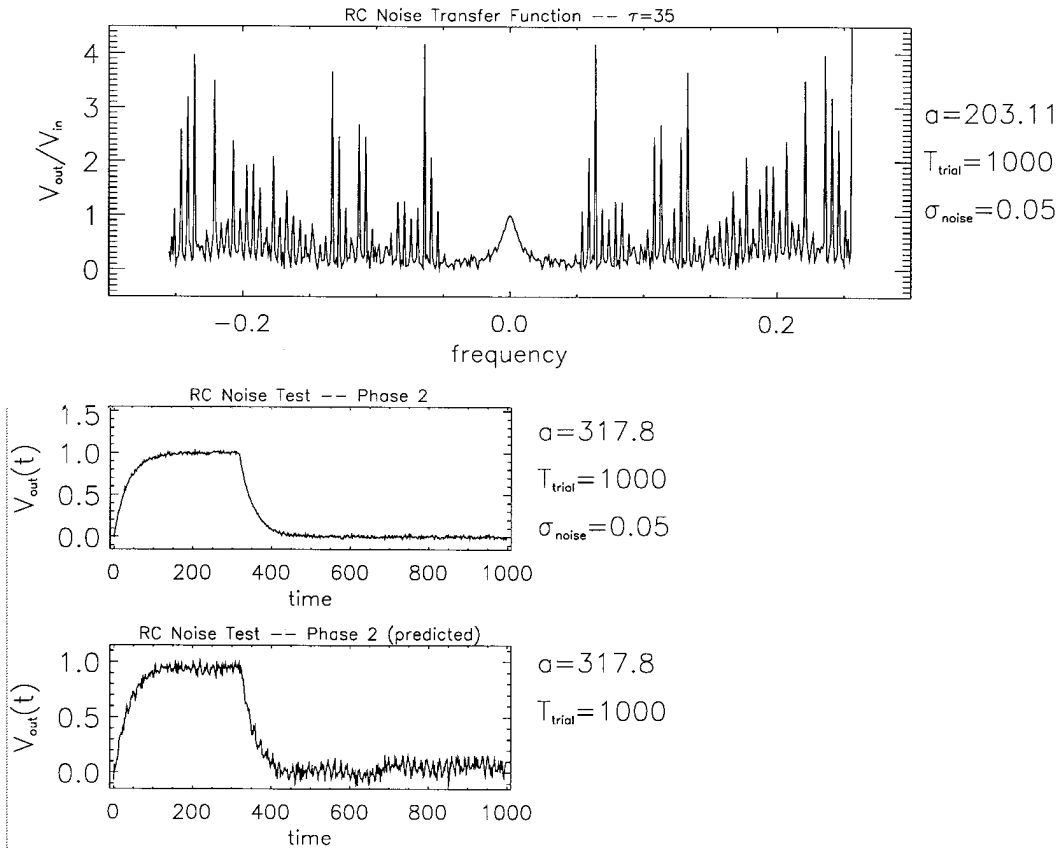 RC Noise Transfer Function -- τ=35
4
3
2
1
0
V_out/V_in
-0.2
0.0
0.2
frequency
a=203.11
T_trial=1000
σ_noise=0.05
RC Noise Test -- Phase 2
1.5
1.0
0.5
0.0
V_out(t)
0
200
400
600
800
1000
time
a=317.8
T_trial=1000
σ_noise=0.05
RC Noise Test -- Phase 2 (predicted)
1.0
0.5
0.0
V_out(t)
0
200
400
600
800
1000
time
a=317.8
T_trial=1000